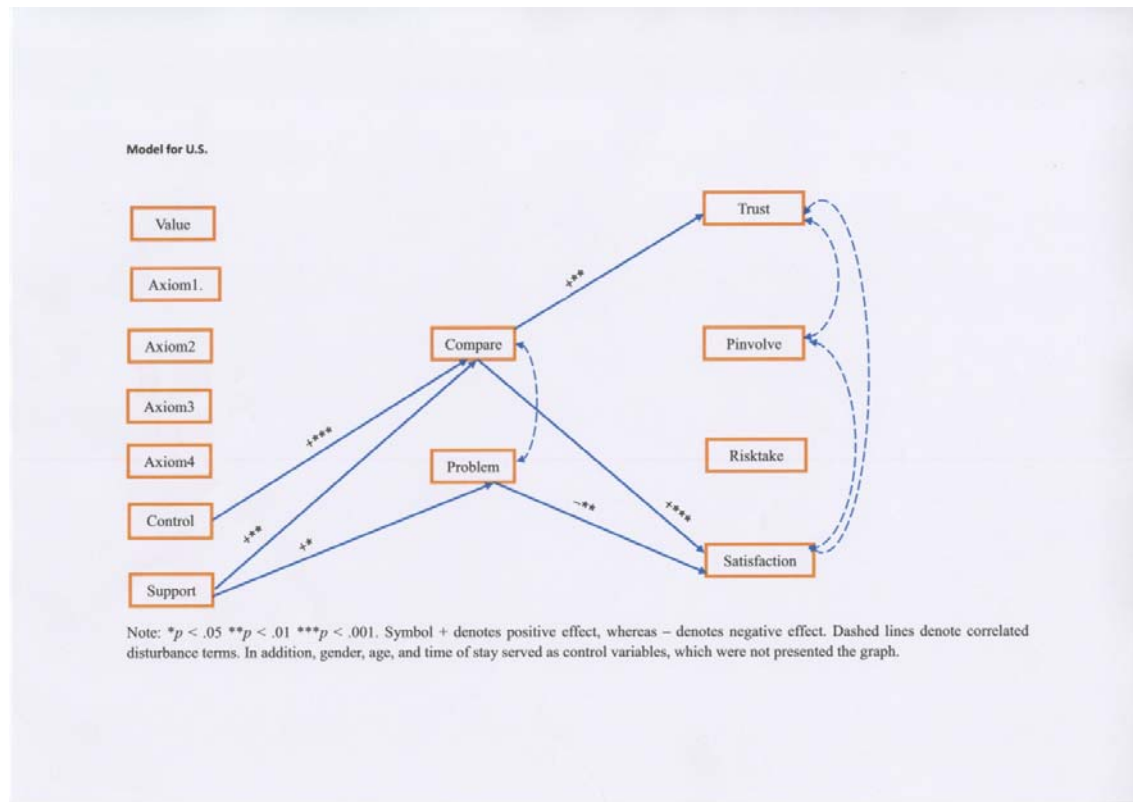 Model for U.S.
Value
Trust
Axiom1.
+**
Axiom2
Compare
Pinvolve
Axiom3
+***
Axiom4
Problem
Risktake
Control
+**
+*
-**
+***
Satisfaction
Support
Note: *p < .05 **p < .01 ***p < .001. Symbol + denotes positive effect, whereas – denotes negative effect. Dashed lines denote correlated
disturbance terms. In addition, gender, age, and time of stay served as control variables, which were not presented the graph.